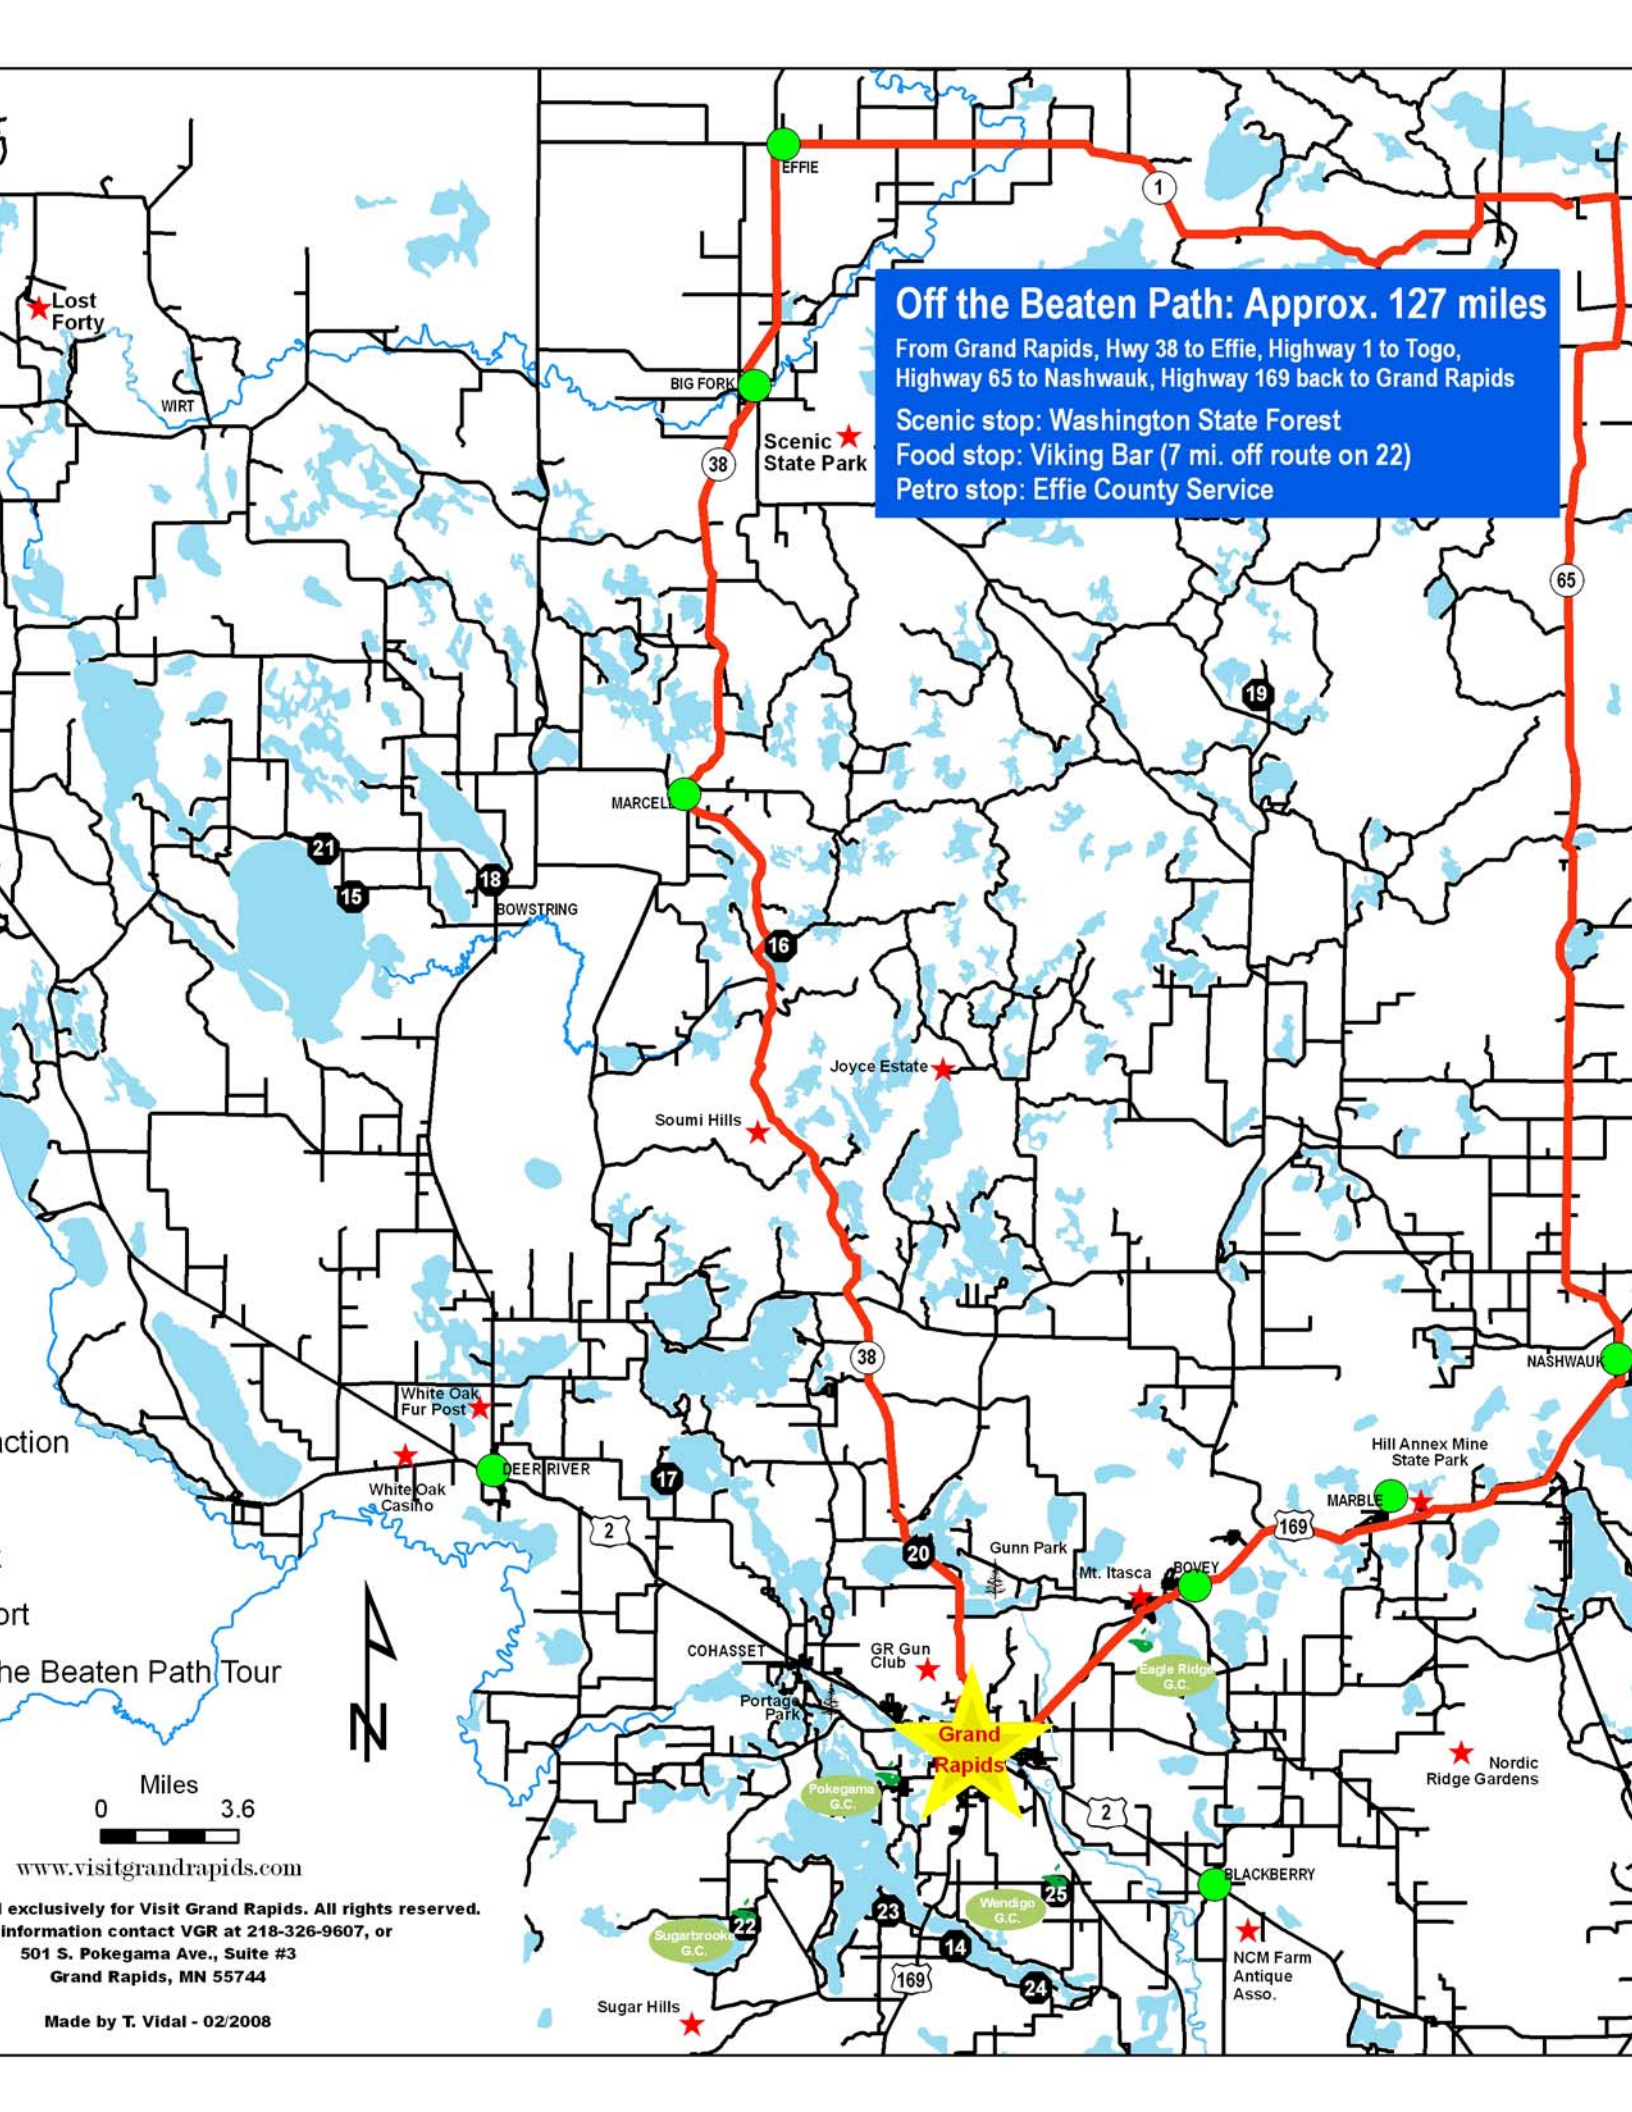 EFFIE
1
Lost
Forty
Off the Beaten Path: Approx. 127 miles
From Grand Rapids, Hwy 38 to Effie, Highway 1 to Togo,
Highway 65 to Nashwauk, Highway 169 back to Grand Rapids
Scenic stop: Washington State Forest
Food stop: Viking Bar (7 mi. off route on 22)
Petro stop: Effie County Service
BIG FORK
WIRT
Scenic
State Park
38
65
19
MARCELL
21
15
18
BOWSTRING
16
Joyce Estate
Soumi Hills
38
NASHWAUK
White Oak
Fur Post
ction
Hill Annex Mine
State Park
DEER RIVER
17
White Oak
Casino
MARBLE
2
169
20
Gunn Park
Mt. Itasca
BOVEY
ort
he Beaten Path Tour
COHASSET
GR Gun
Club
Eagle Ridge
G.C.
Portage
Park
N
Grand
Rapids
Nordic
Ridge Gardens
Miles
0 3.6
Pokegama
G.C.
2
www.visitgrandrapids.com
BLACKBERRY
exclusively for Visit Grand Rapids. All rights reserved.
information contact VGR at 218-326-9607, or
501 S. Pokegama Ave., Suite #3
Grand Rapids, MN 55744
25
Wendigo
G.C.
23
22
Sugarbrooke
G.C.
14
NCM Farm
Antique
Asso.
169
24
Sugar Hills
Made by T. Vidal - 02/2008